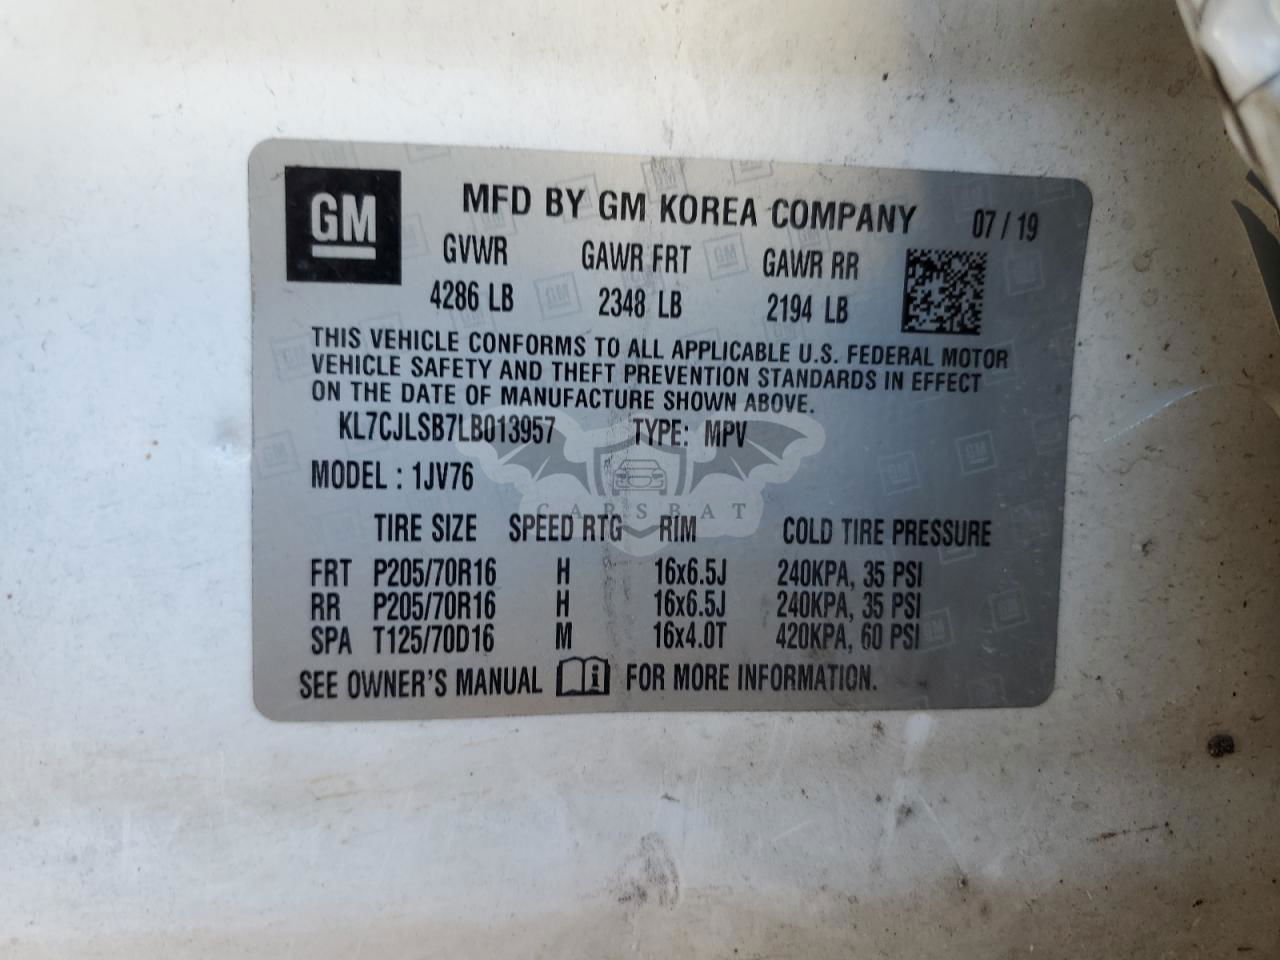 GM
MFD BY GM KOREA COMPANY 07/19
GVWR GAWR FRT GAWR RR
4286 LB 2348 LB 2194 LB
THIS VEHICLE CONFORMS TO ALL APPLICABLE U.S. FEDERAL MOTOR
VEHICLE SAFETY AND THEFT PREVENTION STANDARDS IN EFFECT
ON THE DATE OF MANUFACTURE SHOWN ABOVE.
KL7CJLSB7LB013957 TYPE: MPV
MODEL : 1JV76
CARSBAT
TIRE SIZE SPEED RTG RIM COLD TIRE PRESSURE
FRT P205/70R16 H 16x6.5J 240KPA, 35 PSI
RR P205/70R16 H 16x6.5J 240KPA, 35 PSI
SPA T125/70D16 M 16x4.0T 420KPA, 60 PSI
SEE OWNER'S MANUAL i FOR MORE INFORMATION.